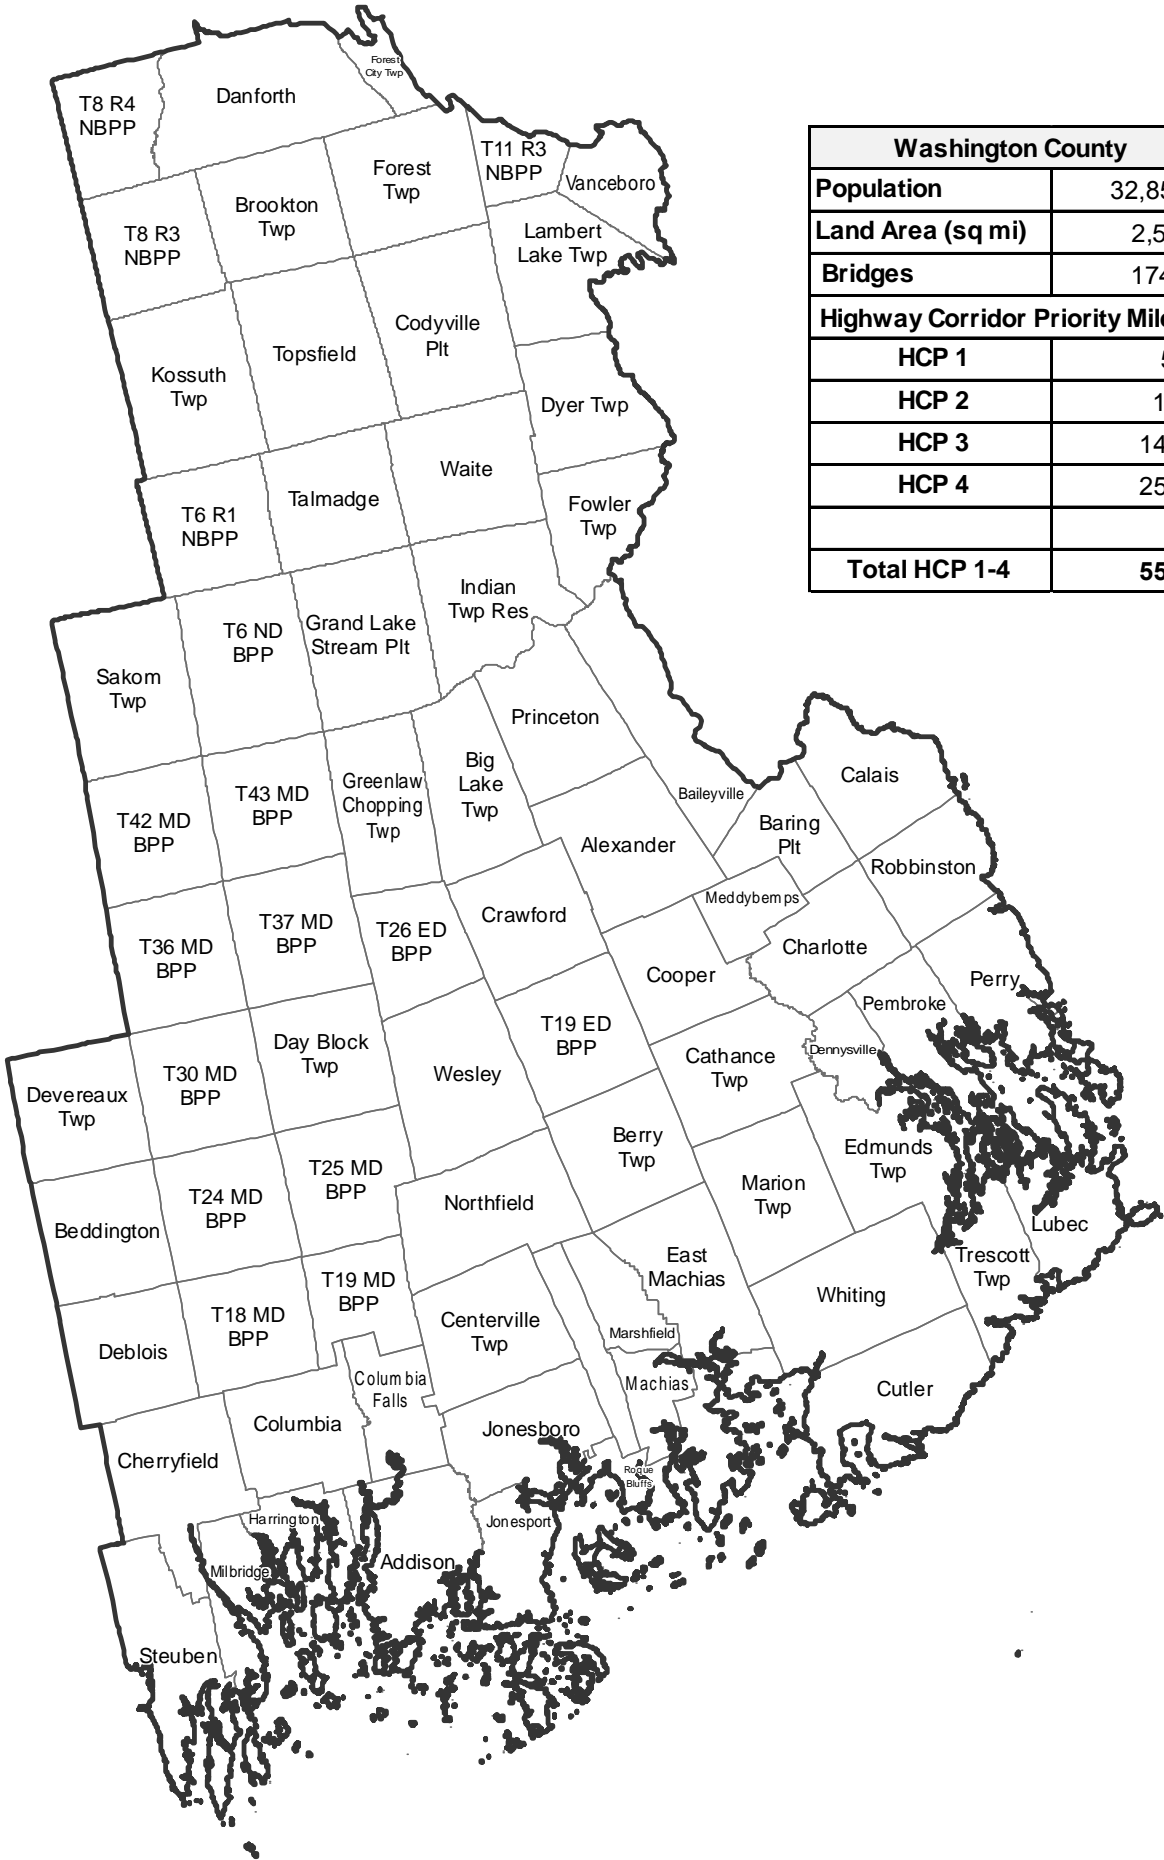 Forest
City Twp
Danforth
T8 R4
NBPP
T11 R3
NBPP
Forest
Twp
Vanceboro
Brookton
Twp
T8 R3
NBPP
Lambert
Lake Twp
Codyville
Plt
Topsfield
Kossuth
Twp
Dyer Twp
Waite
Talmadge
Fowler
Twp
T6 R1
NBPP
Indian
Twp Res
Grand Lake
Stream Plt
T6 ND
BPP
Sakom
Twp
Princeton
Big
Lake
Twp
Greenlaw
Chopping
Twp
T43 MD
BPP
T42 MD
BPP
Baileyville
Calais
Baring
Plt
Alexander
Robbinston
Meddybemps
Crawford
T26 ED
BPP
T37 MD
BPP
T36 MD
BPP
Charlotte
Cooper
Perry
Pembroke
T19 ED
BPP
Day Block
Twp
Dennysville
Cathance
Twp
Wesley
T30 MD
BPP
Devereaux
Twp
Berry
Twp
Edmunds
Twp
T25 MD
BPP
Marion
Twp
T24 MD
BPP
Northfield
Beddington
Lubec
East
Machias
Trescott
Twp
T19 MD
BPP
Whiting
T18 MD
BPP
Centerville
Twp
Marshfield
Deblois
Columbia
Falls
Machias
Cutler
Columbia
Jonesboro
Cherryfield
Roque
Bluffs
Harrington
Jonesport
Addison
Milbridge
Steuben
Washington County
Population 32,85
Land Area (sq mi) 2,5
Bridges 174
Highway Corridor Priority Mile
HCP 1 5
HCP 2 1
HCP 3 14
HCP 4 25
Total HCP 1-4 55